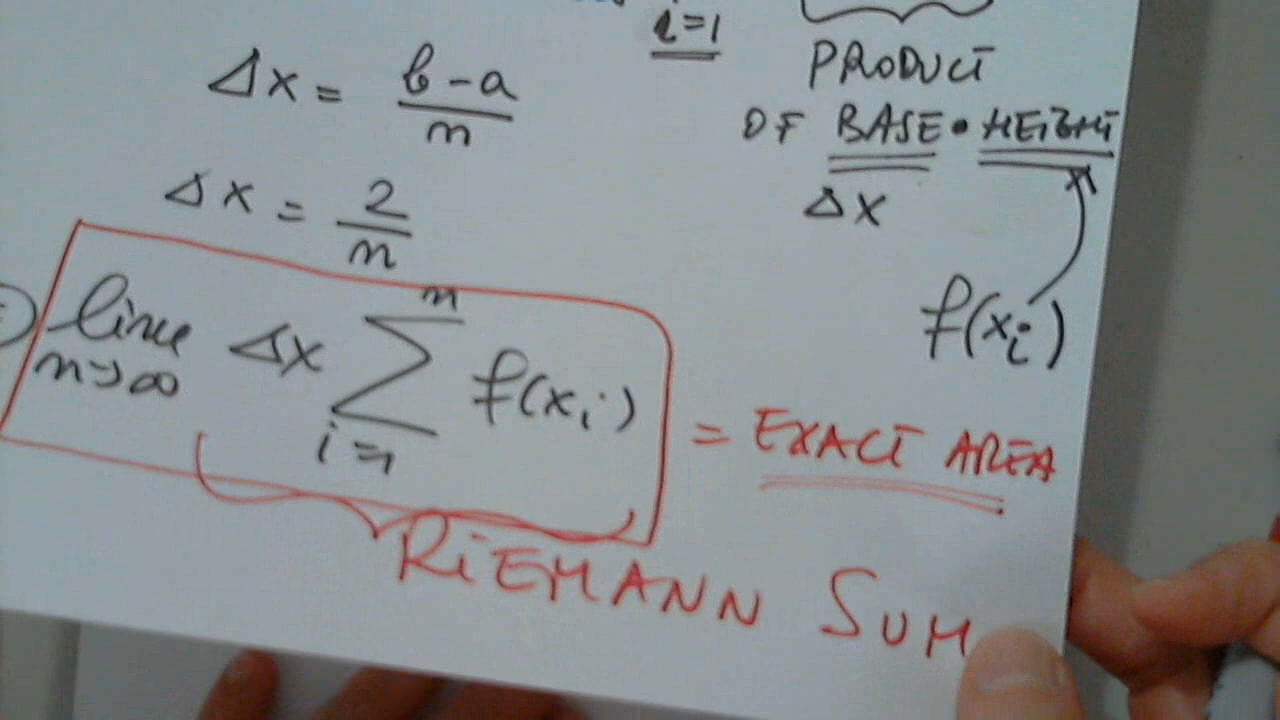 i=1
PRODUCT
Δx = b-a/n
OF BASE • HEIGHT
Δx
Δx = 2/n
f(xi)
lim n→∞ Δx n∑i=1 f(xi) = EXACT AREA
RIEMANN SUM